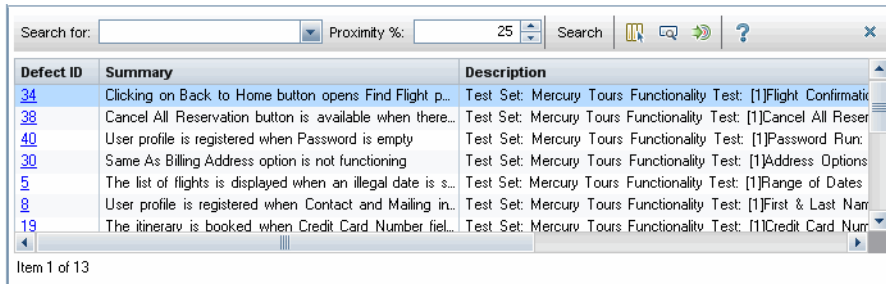 Search for: Proximity %: 25 Search ?
Defect ID Summary Description
34 Clicking on Back to Home button opens Find Flight p... Test Set: Mercury Tours Functionality Test: [1]Flight Confirmatic
38 Cancel All Reservation button is available when there... Test Set: Mercury Tours Functionality Test: [1]Cancel All Reser
40 User profile is registered when Password is empty Test Set: Mercury Tours Functionality Test: [1]Password Run:
30 Same As Billing Address option is not functioning Test Set: Mercury Tours Functionality Test: [1]Address Options
5 The list of flights is displayed when an illegal date is s... Test Set: Mercury Tours Functionality Test: [1]Range of Dates
8 User profile is registered when Contact and Mailing in... Test Set: Mercury Tours Functionality Test: [1]First & Last Nam
19 The itinerary is booked when Credit Card Number fiel... Test Set: Mercury Tours Functionality Test: [1]Credit Card Num
Item 1 of 13